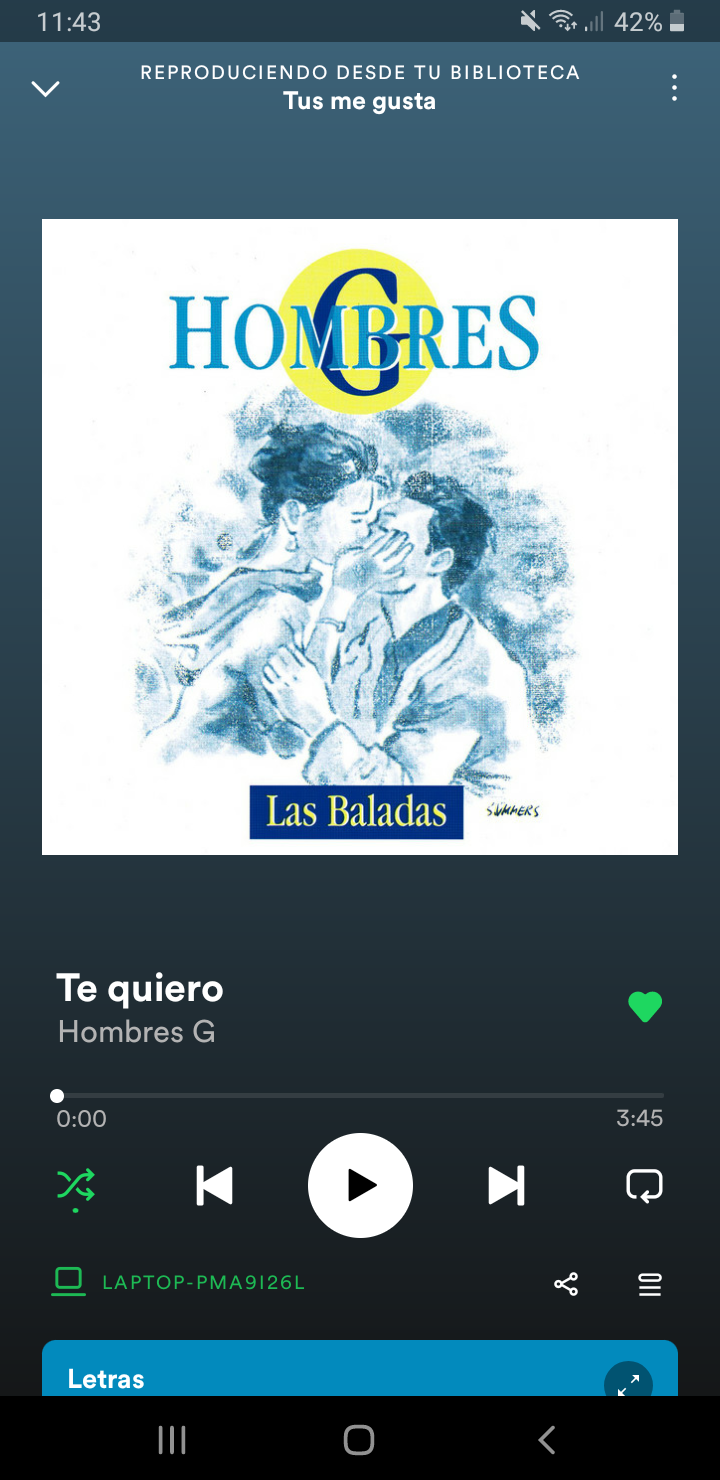 11:43
42%
REPRODUCIENDO DESDE TU BIBLIOTECA
Tus me gusta
G
HOMBRES
Las Baladas
SUMMERS
Te quiero
Hombres G
0:00
3:45
LAPTOP-PMA9I26L
Letras